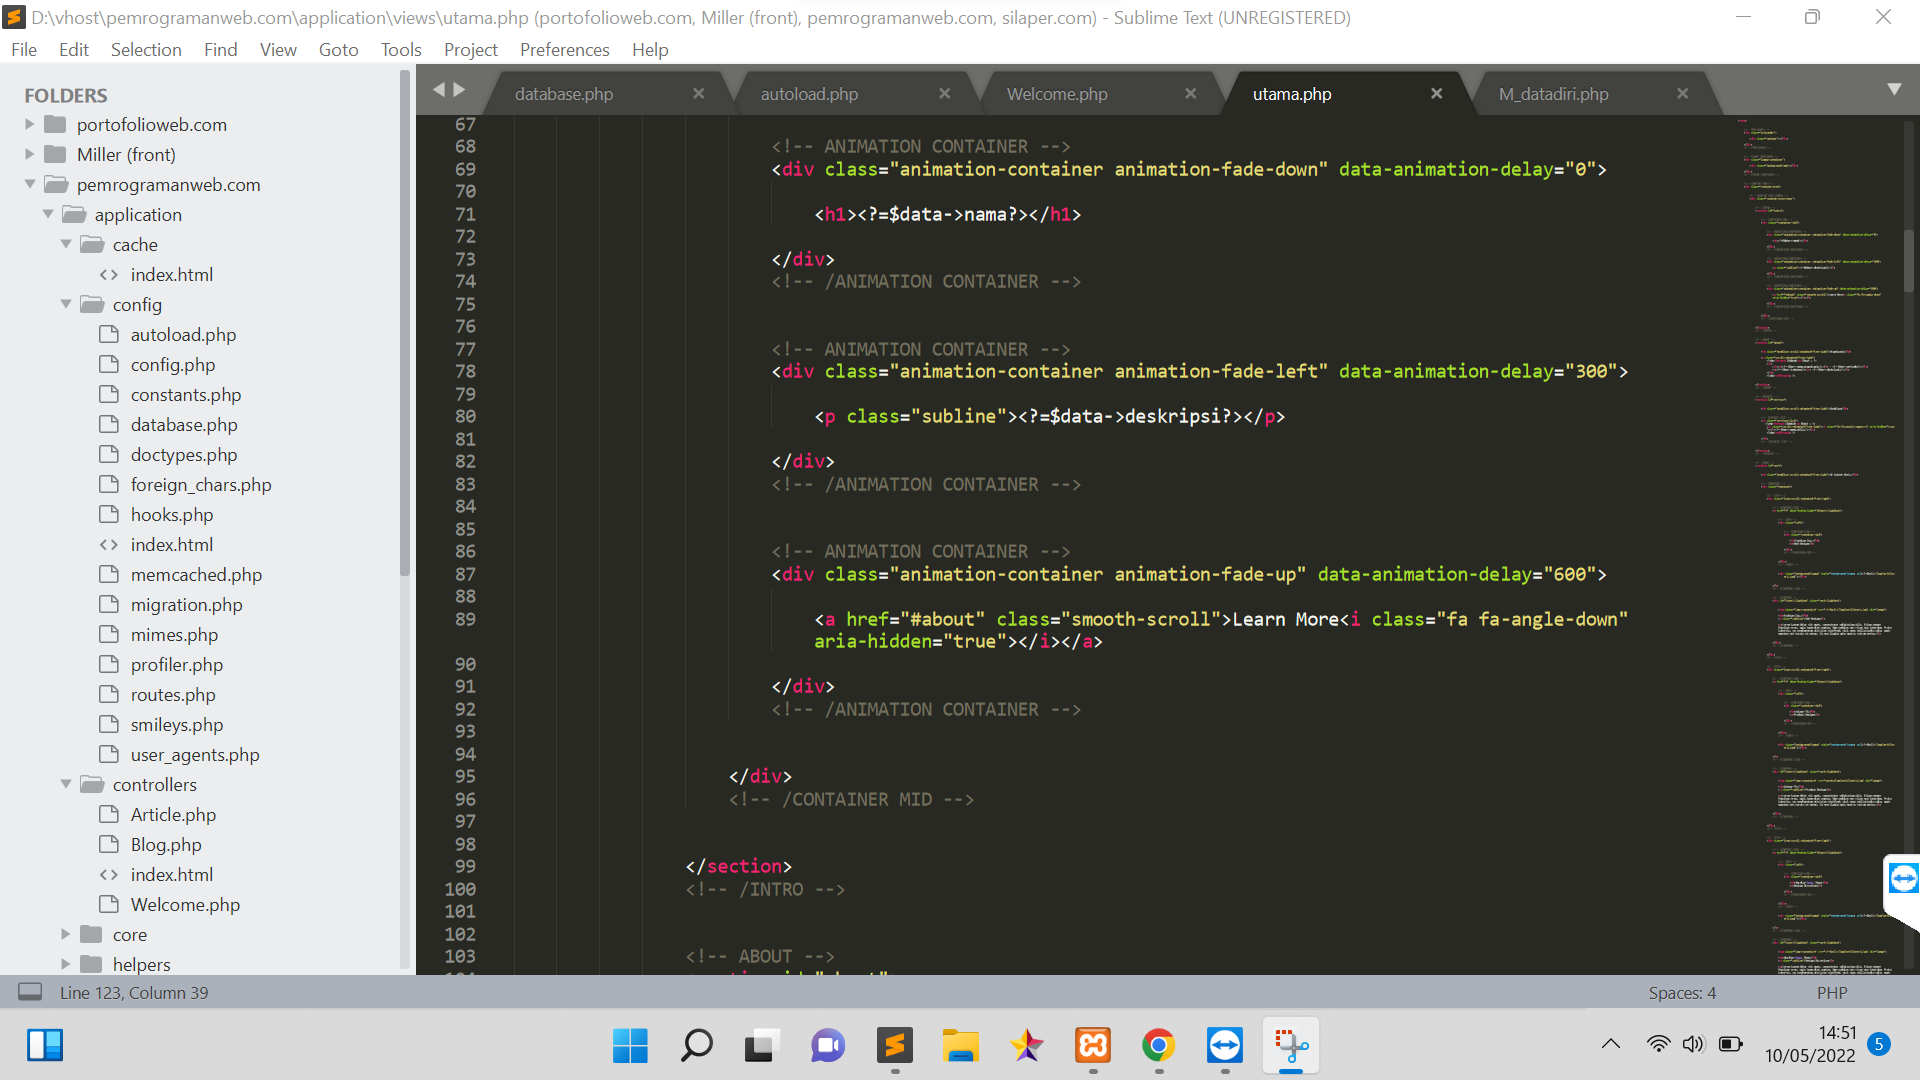 D:\vhost\pemrogramanweb.com\application\views\utama.php (portofolioweb.com, Miller (front), pemrogramanweb.com, silaper.com) - Sublime Text (UNREGISTERED)
File Edit Selection Find View Goto Tools Project Preferences Help
FOLDERS
portofolioweb.com
Miller (front)
pemrogramanweb.com
application
cache
index.html
config
autoload.php
config.php
constants.php
database.php
doctypes.php
foreign_chars.php
hooks.php
index.html
memcached.php
migration.php
mimes.php
profiler.php
routes.php
smileys.php
user_agents.php
controllers
Article.php
Blog.php
index.html
Welcome.php
core
helpers
database.php autoload.php Welcome.php utama.php M_datadiri.php
67
68 <!-- ANIMATION CONTAINER -->
69 <div class="animation-container animation-fade-down" data-animation-delay="0">
70
71 <h1><?=$data->nama?></h1>
72
73 </div>
74 <!-- /ANIMATION CONTAINER -->
75
76
77 <!-- ANIMATION CONTAINER -->
78 <div class="animation-container animation-fade-left" data-animation-delay="300">
79
80 <p class="subline"><?=$data->deskripsi?></p>
81
82 </div>
83 <!-- /ANIMATION CONTAINER -->
84
85
86 <!-- ANIMATION CONTAINER -->
87 <div class="animation-container animation-fade-up" data-animation-delay="600">
88
89 <a href="#about" class="smooth-scroll">Learn More<i class="fa fa-angle-down"
aria-hidden="true"></i></a>
90
91 </div>
92 <!-- /ANIMATION CONTAINER -->
93
94
95 </div>
96 <!-- /CONTAINER MID -->
97
98
99 </section>
100 <!-- /INTRO -->
101
102
103 <!-- ABOUT -->
Line 123, Column 39 Spaces: 4 PHP
14:51
10/05/2022
5